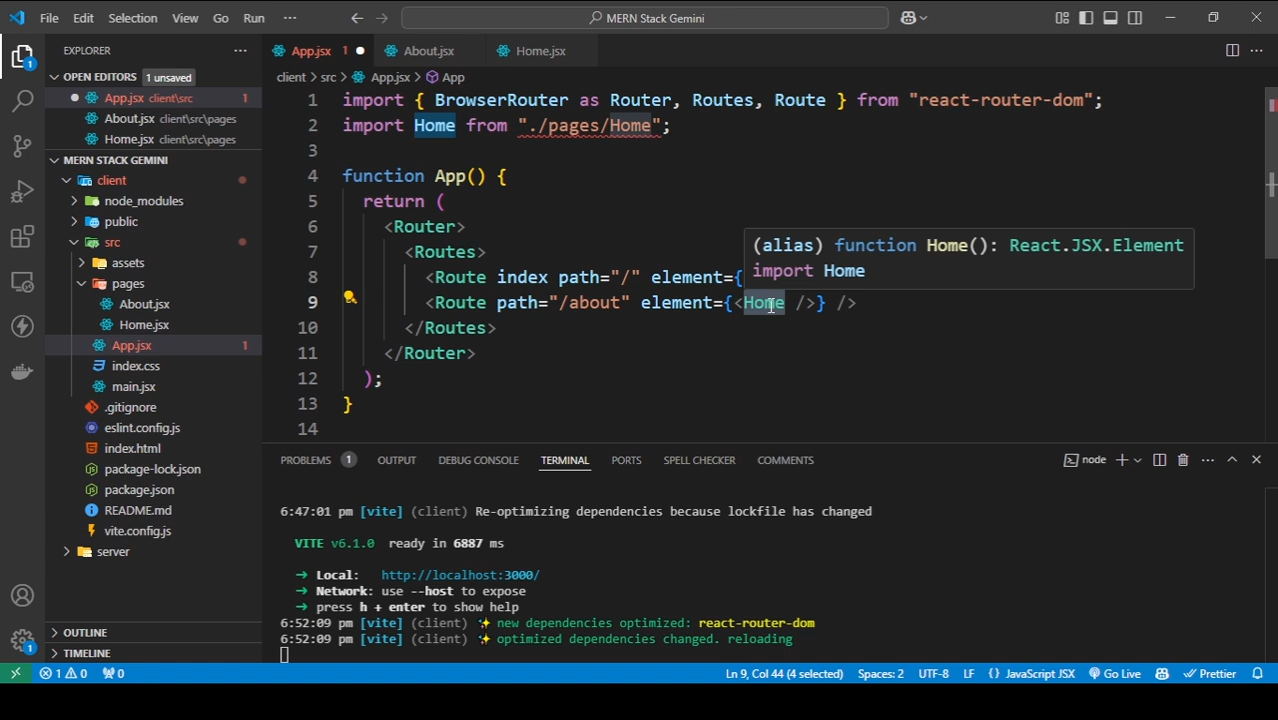 File Edit Selection View Go Run ··· MERN Stack Gemini
EXPLORER ···
OPEN EDITORS 1 unsaved
App.jsx client\src 1
About.jsx client\src\pages
Home.jsx client\src\pages
MERN STACK GEMINI
client
node_modules
public
src
assets
pages
About.jsx
Home.jsx
App.jsx 1
index.css
main.jsx
.gitignore
eslint.config.js
index.html
package-lock.json
package.json
README.md
vite.config.js
server
OUTLINE
TIMELINE
1
1
App.jsx 1 About.jsx Home.jsx
client > src > App.jsx > App
1 import { BrowserRouter as Router, Routes, Route } from "react-router-dom";
2 import Home from "./pages/Home";
3
4 function App() {
5 return (
6 <Router>
7 <Routes>
8 <Route index path="/" element={
9 <Route path="/about" element={<Home />} />
10 </Routes>
11 </Router>
12 );
13 }
14
(alias) function Home(): React.JSX.Element
import Home
PROBLEMS 1 OUTPUT DEBUG CONSOLE TERMINAL PORTS SPELL CHECKER COMMENTS node
6:47:01 pm [vite] (client) Re-optimizing dependencies because lockfile has changed
VITE v6.1.0 ready in 6887 ms
➜ Local: http://localhost:3000/
➜ Network: use --host to expose
➜ press h + enter to show help
6:52:09 pm [vite] (client) ✨ new dependencies optimized: react-router-dom
6:52:09 pm [vite] (client) ✨ optimized dependencies changed. reloading
1 0 0 Ln 9, Col 44 (4 selected) Spaces: 2 UTF-8 LF {} JavaScript JSX Go Live Prettier